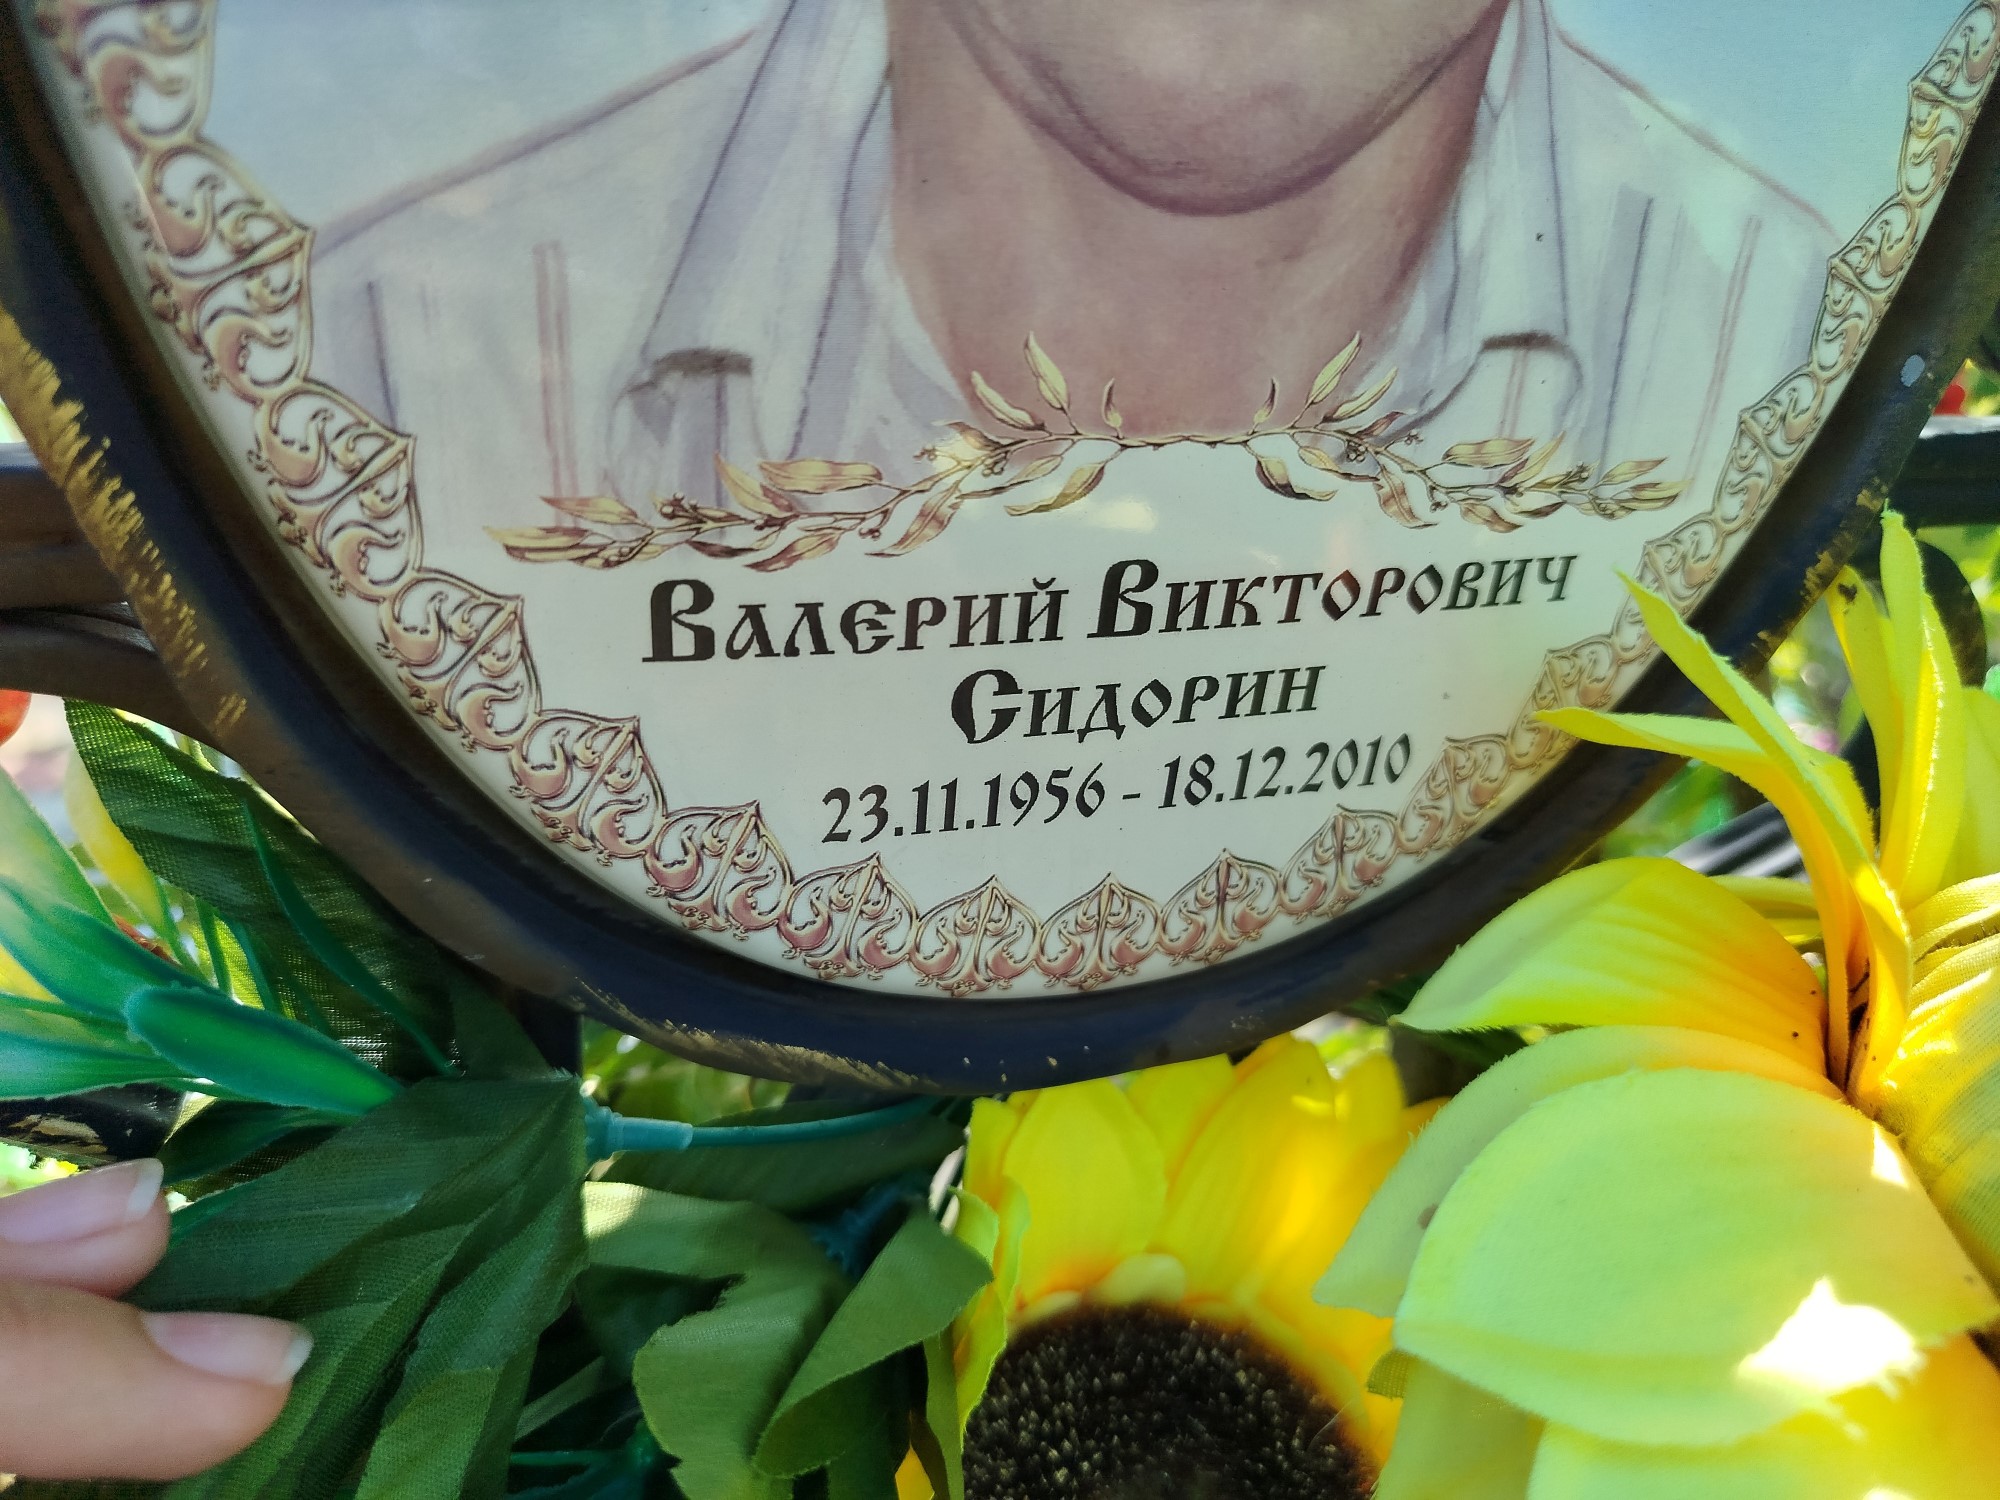 Валерий Викторович
Сидорин
23.11.1956 - 18.12.2010